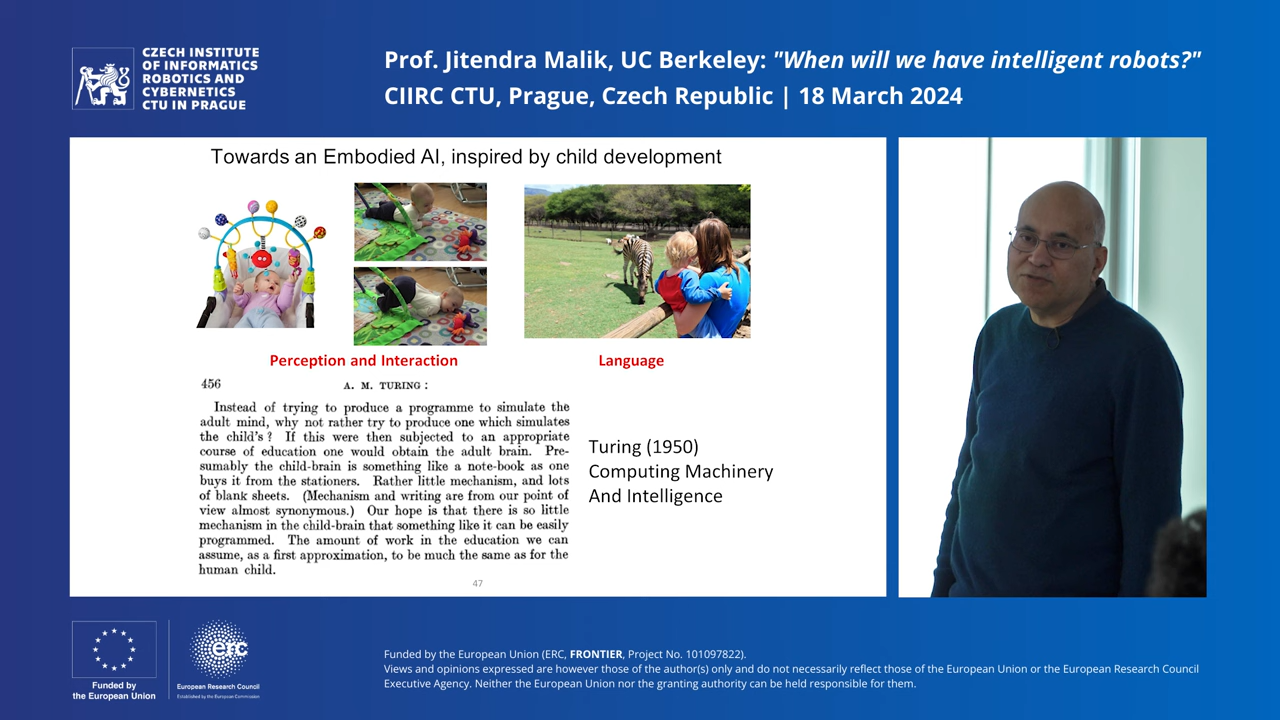 CZECH INSTITUTE
OF INFORMATICS
ROBOTICS AND
CYBERNETICS
CTU IN PRAGUE
Prof. Jitendra Malik, UC Berkeley: "When will we have intelligent robots?"
CIIRC CTU, Prague, Czech Republic | 18 March 2024
Towards an Embodied AI, inspired by child development
Perception and Interaction
Language
456
A. M. TURING :
Instead of trying to produce a programme to simulate the
adult mind, why not rather try to produce one which simulates
the child's ? If this were then subjected to an appropriate
course of education one would obtain the adult brain. Pre-
sumably the child-brain is something like a note-book as one
buys it from the stationers. Rather little mechanism, and lots
of blank sheets. (Mechanism and writing are from our point of
view almost synonymous.) Our hope is that there is so little
mechanism in the child-brain that something like it can be easily
programmed. The amount of work in the education we can
assume, as a first approximation, to be much the same as for the
human child.
Turing (1950)
Computing Machinery
And Intelligence
47
Funded by
the European Union
erc
European Research Council
Established by the European Commission
Funded by the European Union (ERC, FRONTIER, Project No. 101097822).
Views and opinions expressed are however those of the author(s) only and do not necessarily reflect those of the European Union or the European Research Council
Executive Agency. Neither the European Union nor the granting authority can be held responsible for them.